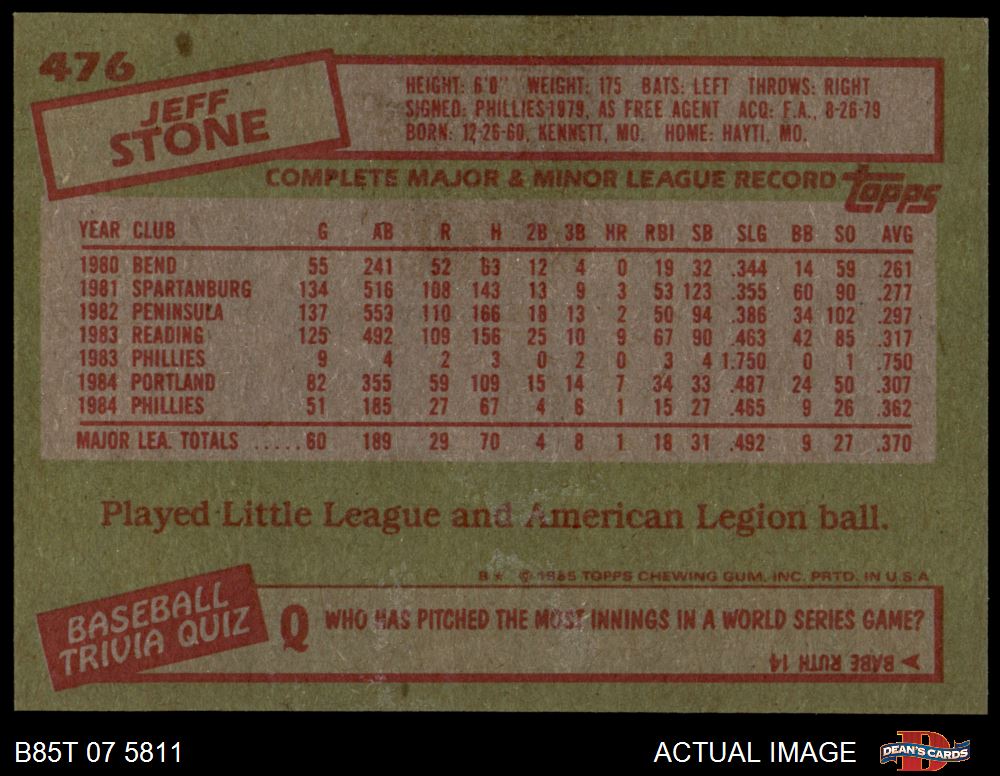 476
JEFF
STONE
HEIGHT: 6'0" WEIGHT: 175 BATS: LEFT THROWS: RIGHT
SIGNED: PHILLIES-1979, AS FREE AGENT ACQ: F.A., 8-26-79
BORN: 12-26-60, KENNETT, MO. HOME: HAYTI, MO.
COMPLETE MAJOR & MINOR LEAGUE RECORD
TOPPS
YEAR CLUB G AB R H 2B 3B HR RBI SB SLG BB SO AVG
1980 BEND 55 241 52 63 12 4 0 19 32 .344 14 59 .261
1981 SPARTANBURG 134 516 108 143 13 9 3 53 123 .355 60 90 .277
1982 PENINSULA 137 559 110 166 18 13 2 50 94 .386 34 102 .297
1983 READING 125 492 109 156 25 10 9 67 90 .463 42 85 .317
1983 PHILLIES 9 4 2 3 0 2 0 3 4 1.750 0 1 .750
1984 PORTLAND 82 355 59 109 15 14 7 34 33 .487 24 50 .307
1984 PHILLIES 51 185 27 67 4 6 1 15 27 .465 9 26 .362
MAJOR LEA. TOTALS .....60 189 29 70 4 8 1 18 31 .492 9 27 .370
Played Little League and American Legion ball.
B* © 1985 TOPPS CHEWING GUM, INC. PRTD. IN U.S.A
BASEBALL
TRIVIA QUIZ
Q WHO HAS PITCHED THE MOST INNINGS IN A WORLD SERIES GAME?
BABE RUTH 14
B85T 07 5811
ACTUAL IMAGE
D
DEAN'S CARDS